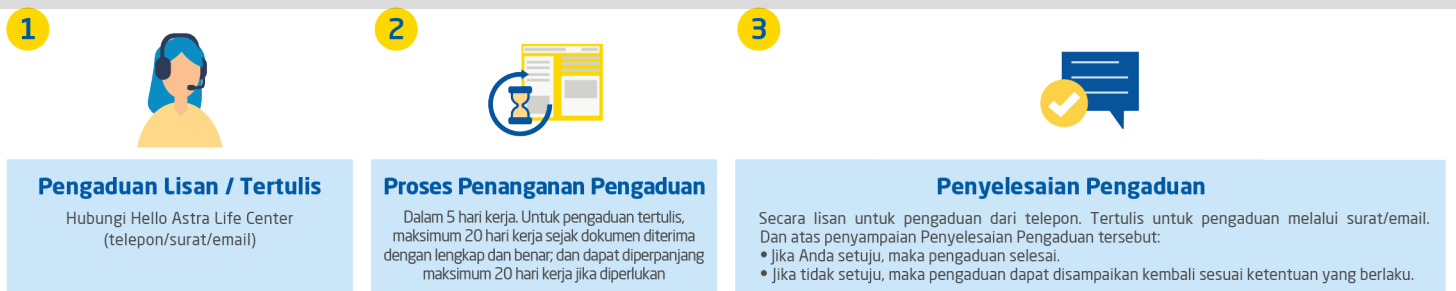 1
Pengaduan Lisan / Tertulis
Hubungi Hello Astra Life Center
(telepon/surat/email)
2
Proses Penanganan Pengaduan
Dalam 5 hari kerja. Untuk pengaduan tertulis,
maksimum 20 hari kerja sejak dokumen diterima
dengan lengkap dan benar; dan dapat diperpanjang
maksimum 20 hari kerja jika diperlukan
3
Penyelesaian Pengaduan
Secara lisan untuk pengaduan dari telepon. Tertulis untuk pengaduan melalui surat/email.
Dan atas penyampaian Penyelesaian Pengaduan tersebut:
• Jika Anda setuju, maka pengaduan selesai.
• Jika tidak setuju, maka pengaduan dapat disampaikan kembali sesuai ketentuan yang berlaku.